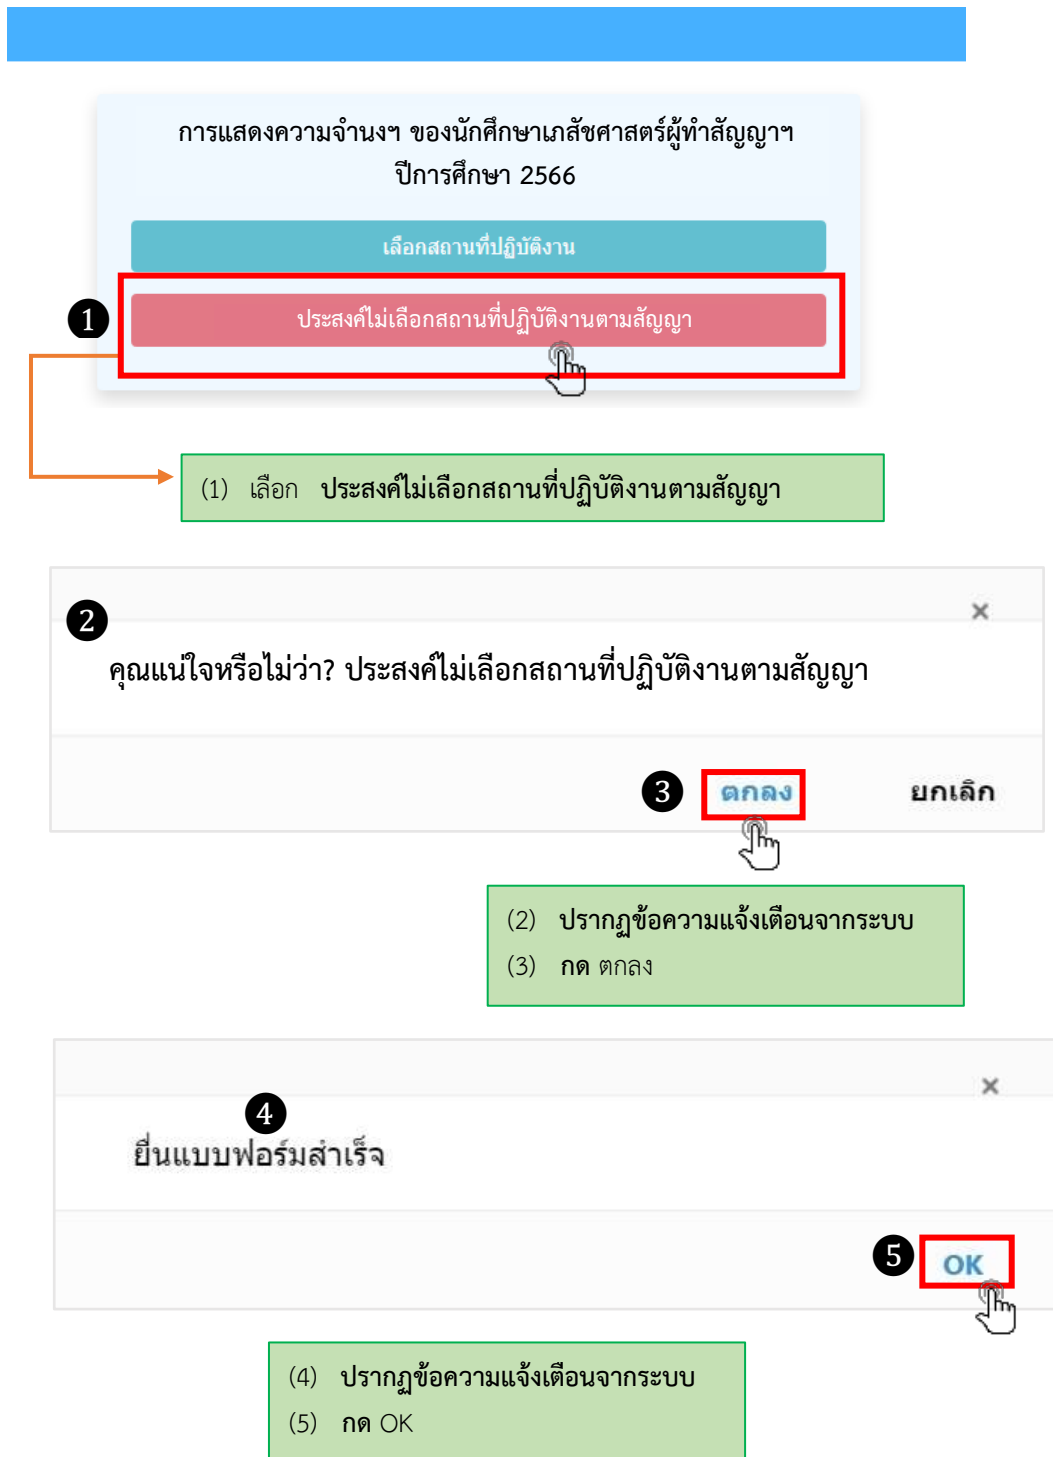 การแสดงความจำนงฯ ของนักศึกษาเภสัชศาสตร์ผู้ทำสัญญาฯ
ปีการศึกษา 2566
เลือกสถานที่ปฏิบัติงาน
1
ประสงค์ไม่เลือกสถานที่ปฏิบัติงานตามสัญญา
(1) เลือก ประสงค์ไม่เลือกสถานที่ปฏิบัติงานตามสัญญา
×
2
คุณแน่ใจหรือไม่ว่า? ประสงค์ไม่เลือกสถานที่ปฏิบัติงานตามสัญญา
3 ตกลง ยกเลิก
(2) ปรากฏข้อความแจ้งเตือนจากระบบ
(3) กด ตกลง
×
4
ยื่นแบบฟอร์มสำเร็จ
5 OK
(4) ปรากฏข้อความแจ้งเตือนจากระบบ
(5) กด OK